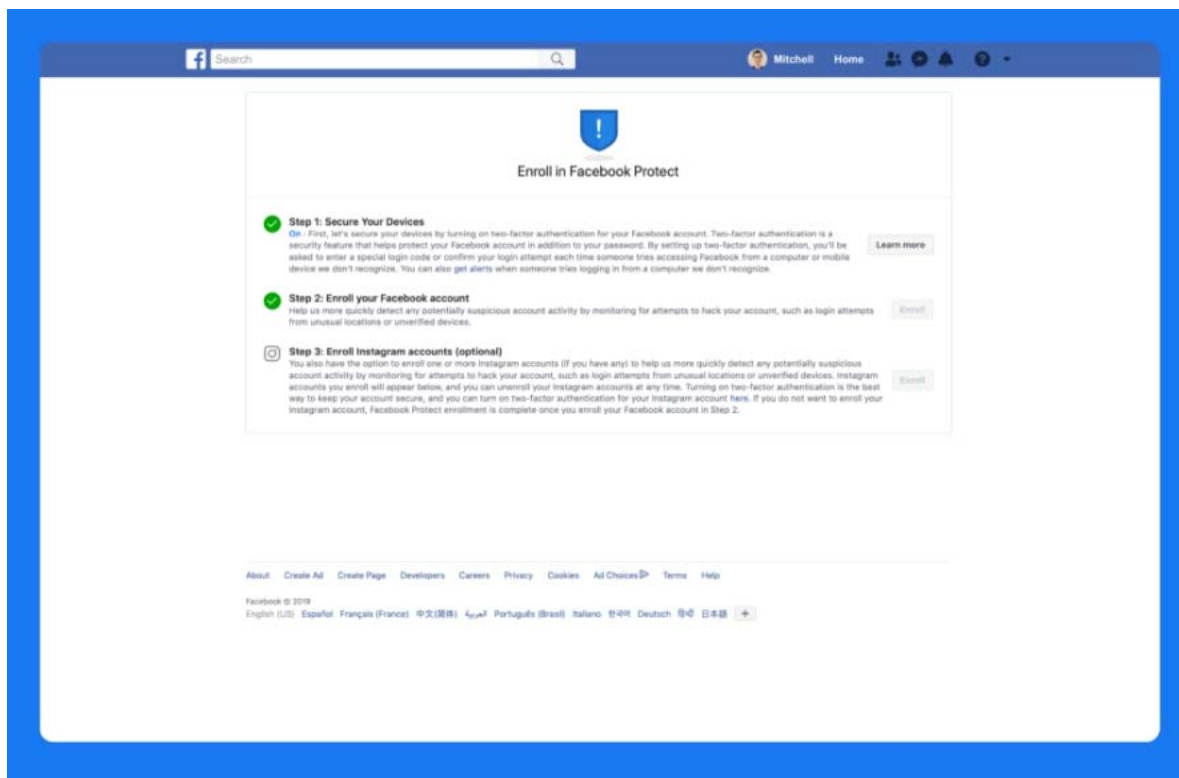 f Search
Mitchell Home
!
Enroll in Facebook Protect
Step 1: Secure Your Devices
On · First, let's secure your devices by turning on two-factor authentication for your Facebook account. Two-factor authentication is a
security feature that helps protect your Facebook account in addition to your password. By setting up two-factor authentication, you'll be
asked to enter a special login code or confirm your login attempt each time someone tries accessing Facebook from a computer or mobile
device we don't recognize. You can also get alerts when someone tries logging in from a computer we don't recognize.
Learn more
Step 2: Enroll your Facebook account
Help us more quickly detect any potentially suspicious account activity by monitoring for attempts to hack your account, such as login attempts
from unusual locations or unverified devices.
Enroll
Step 3: Enroll Instagram accounts (optional)
You also have the option to enroll one or more Instagram accounts (if you have any) to help us more quickly detect any potentially suspicious
account activity by monitoring for attempts to hack your account, such as login attempts from unusual locations or unverified devices. Instagram
accounts you enroll will appear below, and you can unenroll your Instagram accounts at any time. Turning on two-factor authentication is the best
way to keep your account secure, and you can turn on two-factor authentication for your Instagram account here. If you do not want to enroll your
Instagram account, Facebook Protect enrollment is complete once you enroll your Facebook account in Step 2.
Enroll
About Create Ad Create Page Developers Careers Privacy Cookies Ad Choices Terms Help
Facebook © 2019
English (US) Español Français (France) 中文(简体) العربية Português (Brasil) Italiano 한국어 Deutsch हिन्दी 日本語 +